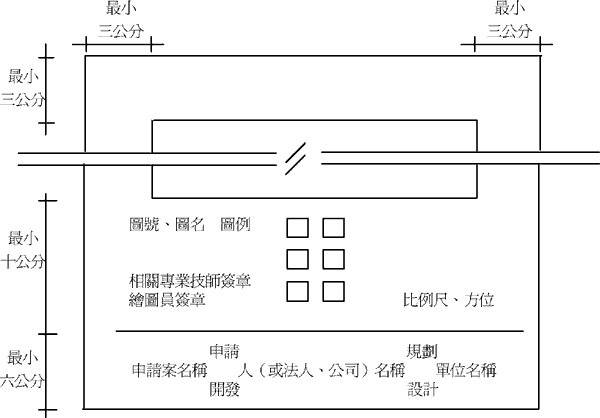 最小
三公分
最小
三公分
最小
三公分
圖號、圖名 圖例
最小
十公分
相關專業技師簽章
繪圖員簽章
比例尺、方位
最小
六公分
申請 規劃
申請案名稱 人（或法人、公司）名稱 單位名稱
開發 設計